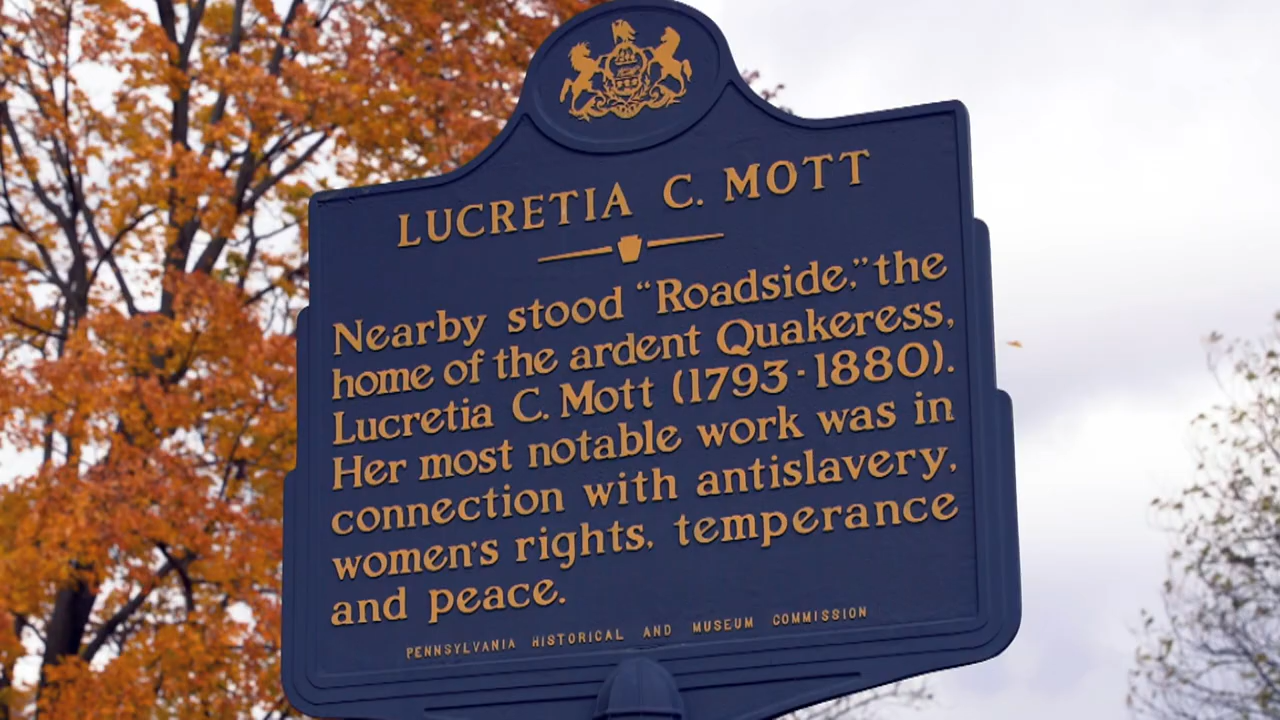 LUCRETIA C. MOTT
Nearby stood “Roadside,” the
home of the ardent Quakeress,
Lucretia C. Mott (1793-1880).
Her most notable work was in
connection with antislavery,
women's rights, temperance
and peace.
PENNSYLVANIA HISTORICAL AND MUSEUM COMMISSION